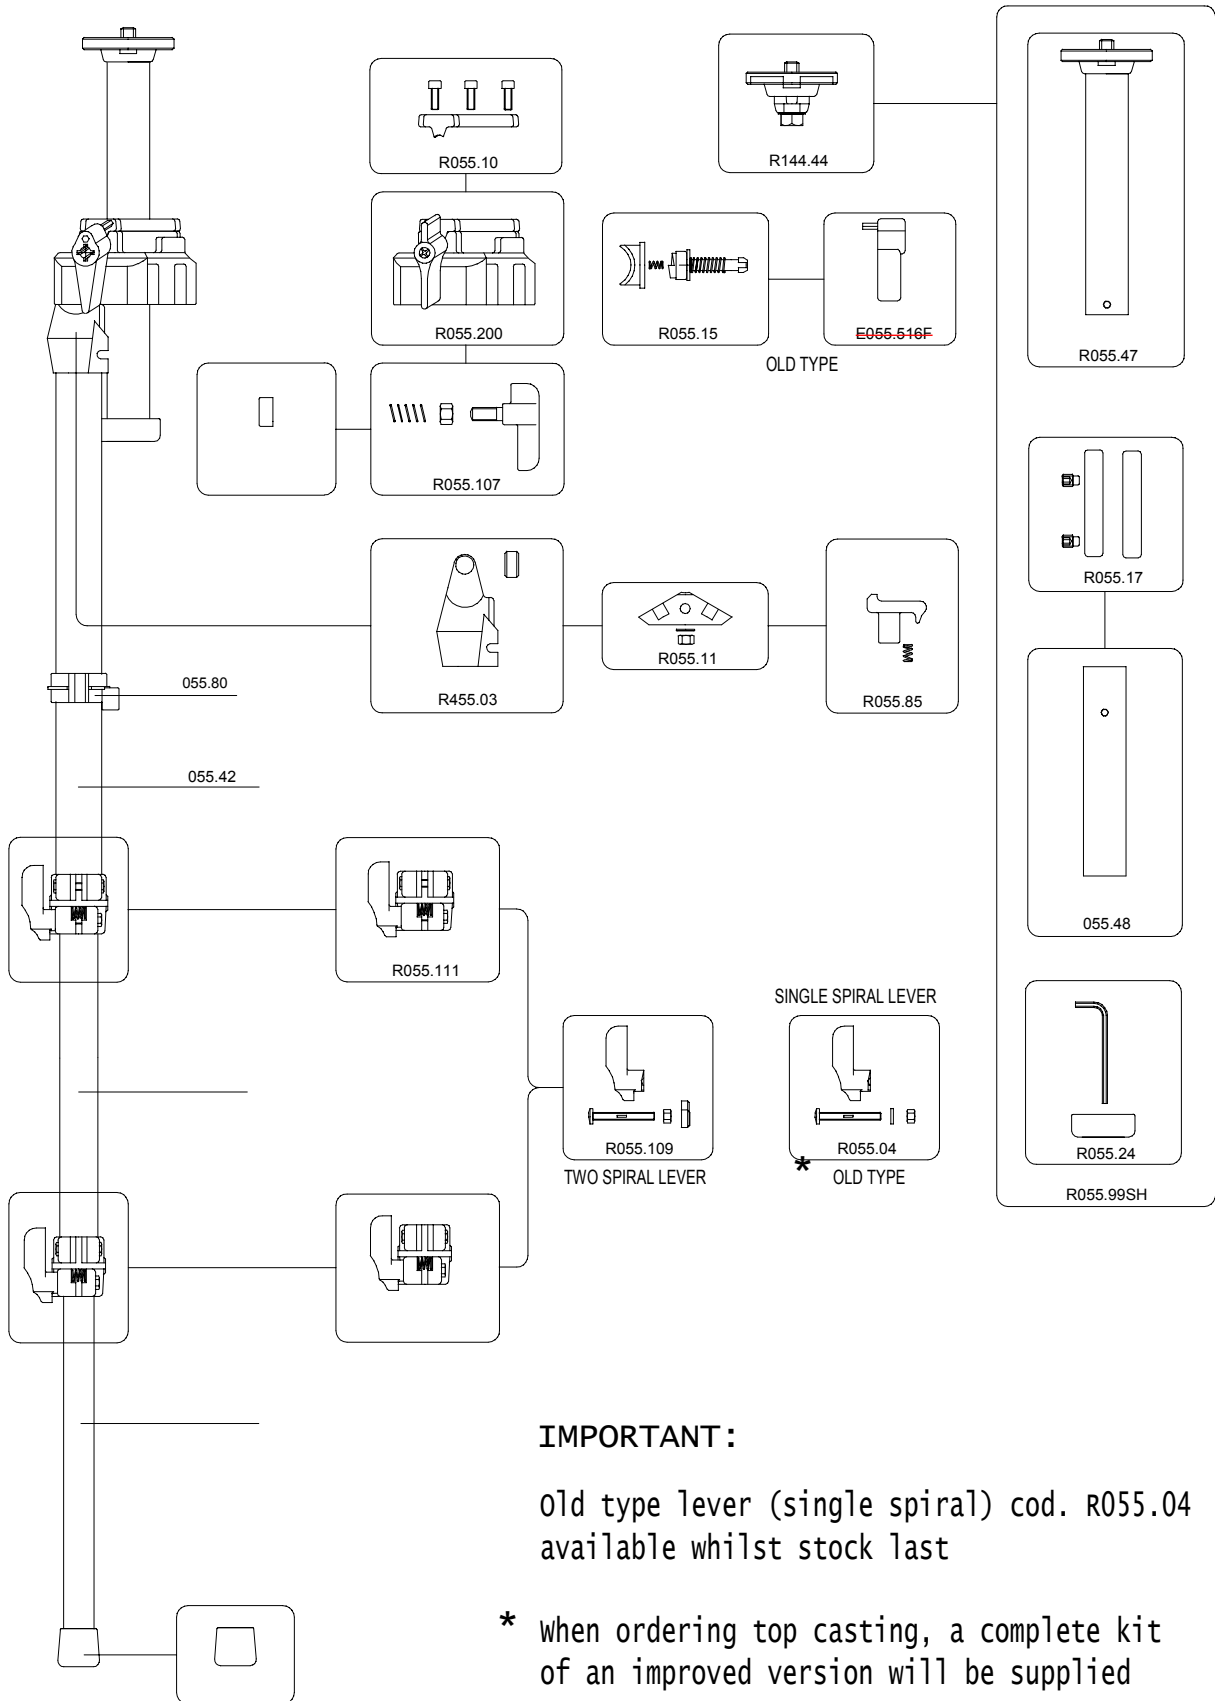 R055.10
R144.44
R055.200
R055.15
E055.516F
OLD TYPE
R055.47
R055.107
R055.17
R455.03
R055.11
R055.85
055.80
055.42
055.48
R055.111
SINGLE SPIRAL LEVER
R055.109
TWO SPIRAL LEVER
R055.04
* OLD TYPE
R055.24
R055.99SH
IMPORTANT:
Old type lever (single spiral) cod. R055.04
available whilst stock last
* When ordering top casting, a complete kit
of an improved version will be supplied